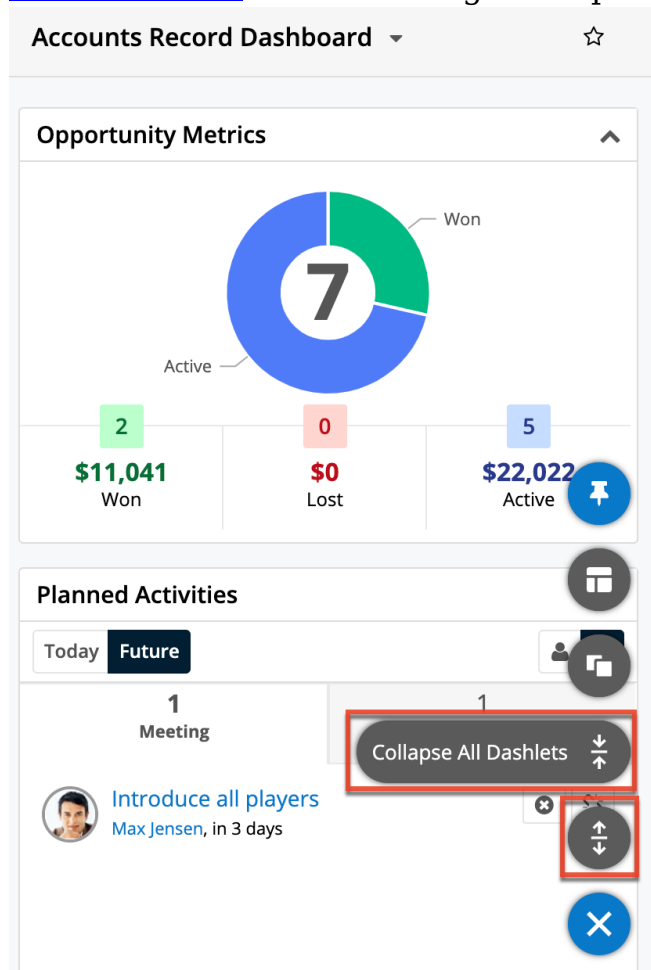 Accounts Record Dashboard
Opportunity Metrics
Won
7
Active
2
0
5
$11,041
$0
$22,022
Won
Lost
Active
Planned Activities
Today
Future
1
1
Meeting
Collapse All Dashlets
Introduce all players
Max Jensen, in 3 days